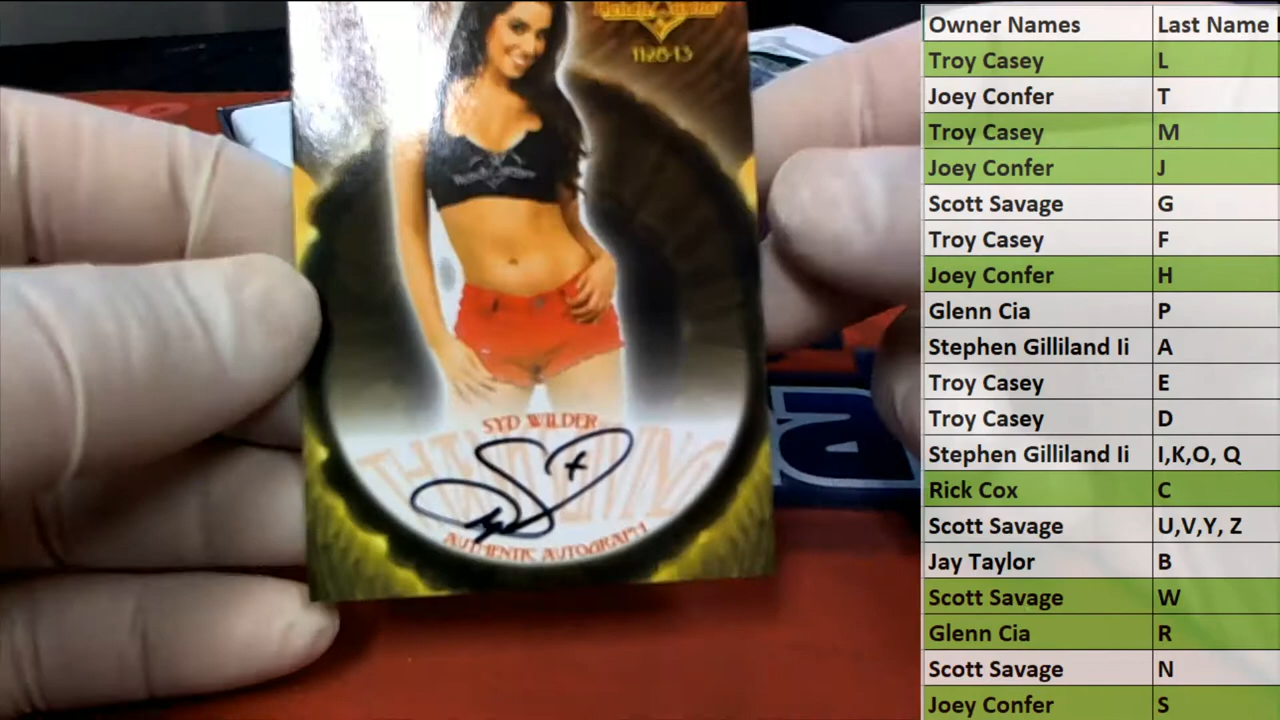 11·28·13
SYD WILDER
THANKSGIVING
AUTHENTIC AUTOGRAPH
Owner Names Last Name
Troy Casey L
Joey Confer T
Troy Casey M
Joey Confer J
Scott Savage G
Troy Casey F
Joey Confer H
Glenn Cia P
Stephen Gilliland Ii A
Troy Casey E
Troy Casey D
Stephen Gilliland Ii I,K,O, Q
Rick Cox C
Scott Savage U,V,Y, Z
Jay Taylor B
Scott Savage W
Glenn Cia R
Scott Savage N
Joey Confer S